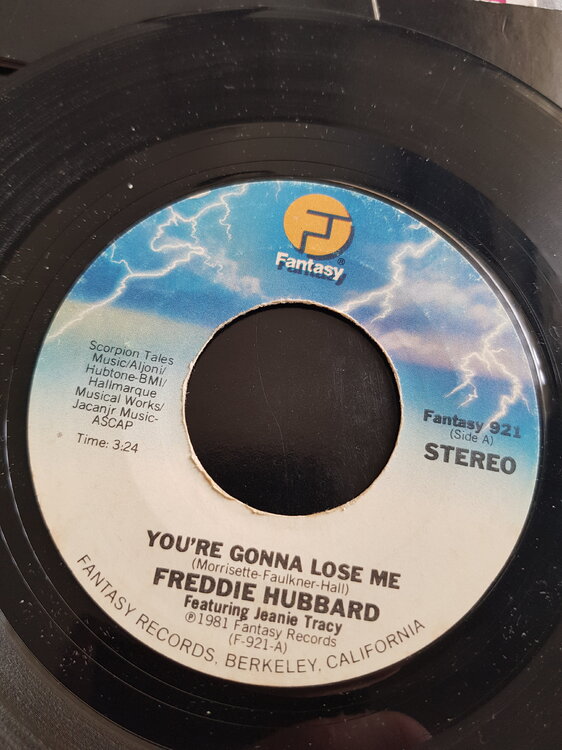 Fantasy®
Scorpion Tales
Music/Aljoni/
Hubtone-BMI/
Hallmarque
Musical Works/
Jacanjr Music-
ASCAP
Time: 3:24
Fantasy 921
(Side A)
STEREO
YOU'RE GONNA LOSE ME
(Morrisette-Faulkner-Hall)
FREDDIE HUBBARD
Featuring Jeanie Tracy
℗1981 Fantasy Records
(F-921-A)
FANTASY RECORDS, BERKELEY, CALIFORNIA